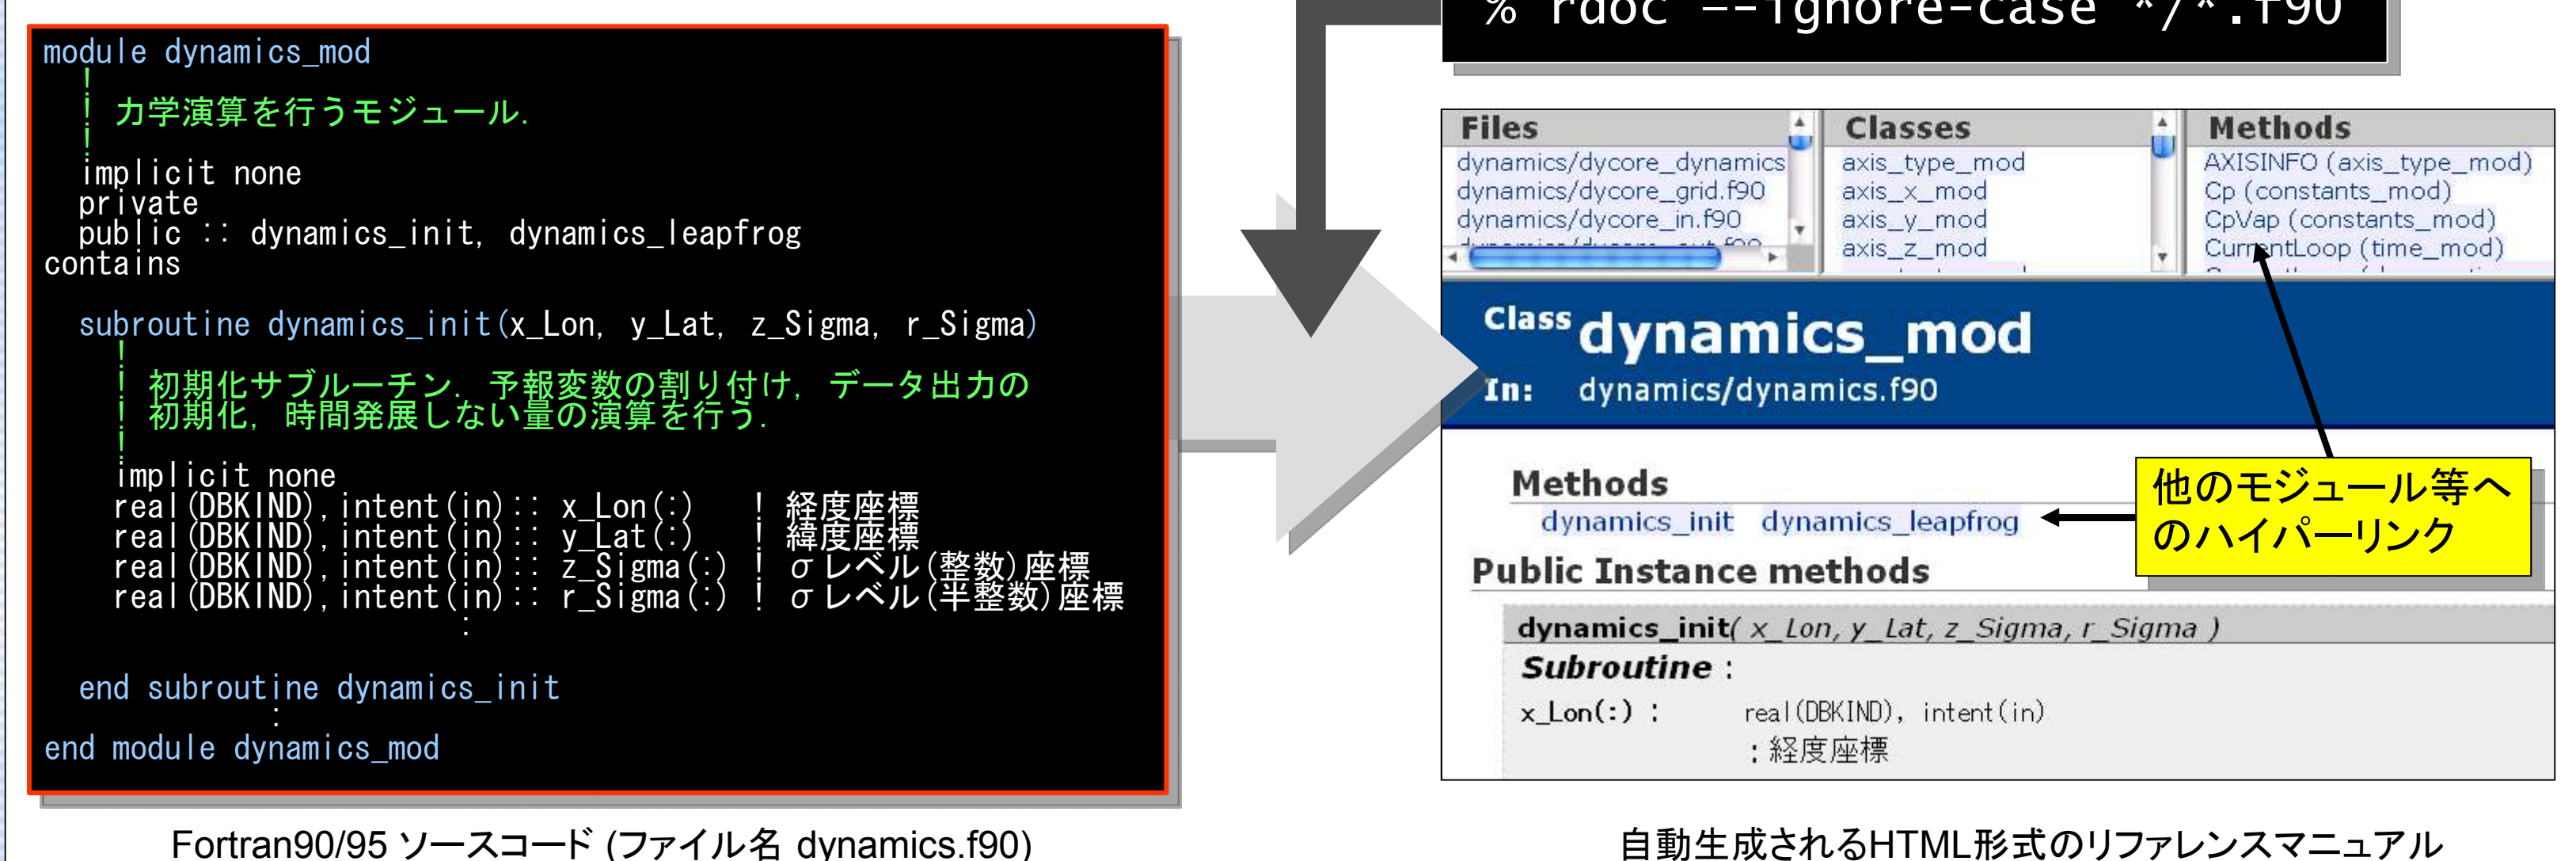 module dynamics_mod
!
! 力学演算を行うモジュール.
!
implicit none
private
public :: dynamics_init, dynamics_leapfrog
contains
subroutine dynamics_init(x_Lon, y_Lat, z_Sigma, r_Sigma)
!
! 初期化サブルーチン. 予報変数の割り付け, データ出力の
! 初期化, 時間発展しない量の演算を行う.
!
implicit none
real(DBKIND),intent(in):: x_Lon(:) ! 経度座標
real(DBKIND),intent(in):: y_Lat(:) ! 緯度座標
real(DBKIND),intent(in):: z_Sigma(:) ! σレベル(整数)座標
real(DBKIND),intent(in):: r_Sigma(:) ! σレベル(半整数)座標
:
end subroutine dynamics_init
:
end module dynamics_mod
Fortran90/95 ソースコード (ファイル名 dynamics.f90)
% rdoc --ignore-case */*.f90
Files
dynamics/dycore_dynamics
dynamics/dycore_grid.f90
dynamics/dycore_in.f90
Classes
axis_type_mod
axis_x_mod
axis_y_mod
axis_z_mod
Methods
AXISINFO (axis_type_mod)
Cp (constants_mod)
CpVap (constants_mod)
CurrentLoop (time_mod)
Class dynamics_mod
In: dynamics/dynamics.f90
Methods
dynamics_init dynamics_leapfrog
他のモジュール等へ
のハイパーリンク
Public Instance methods
dynamics_init( x_Lon, y_Lat, z_Sigma, r_Sigma )
Subroutine :
x_Lon(:) : real(DBKIND), intent(in)
: 経度座標
自動生成されるHTML形式のリファレンスマニュアル